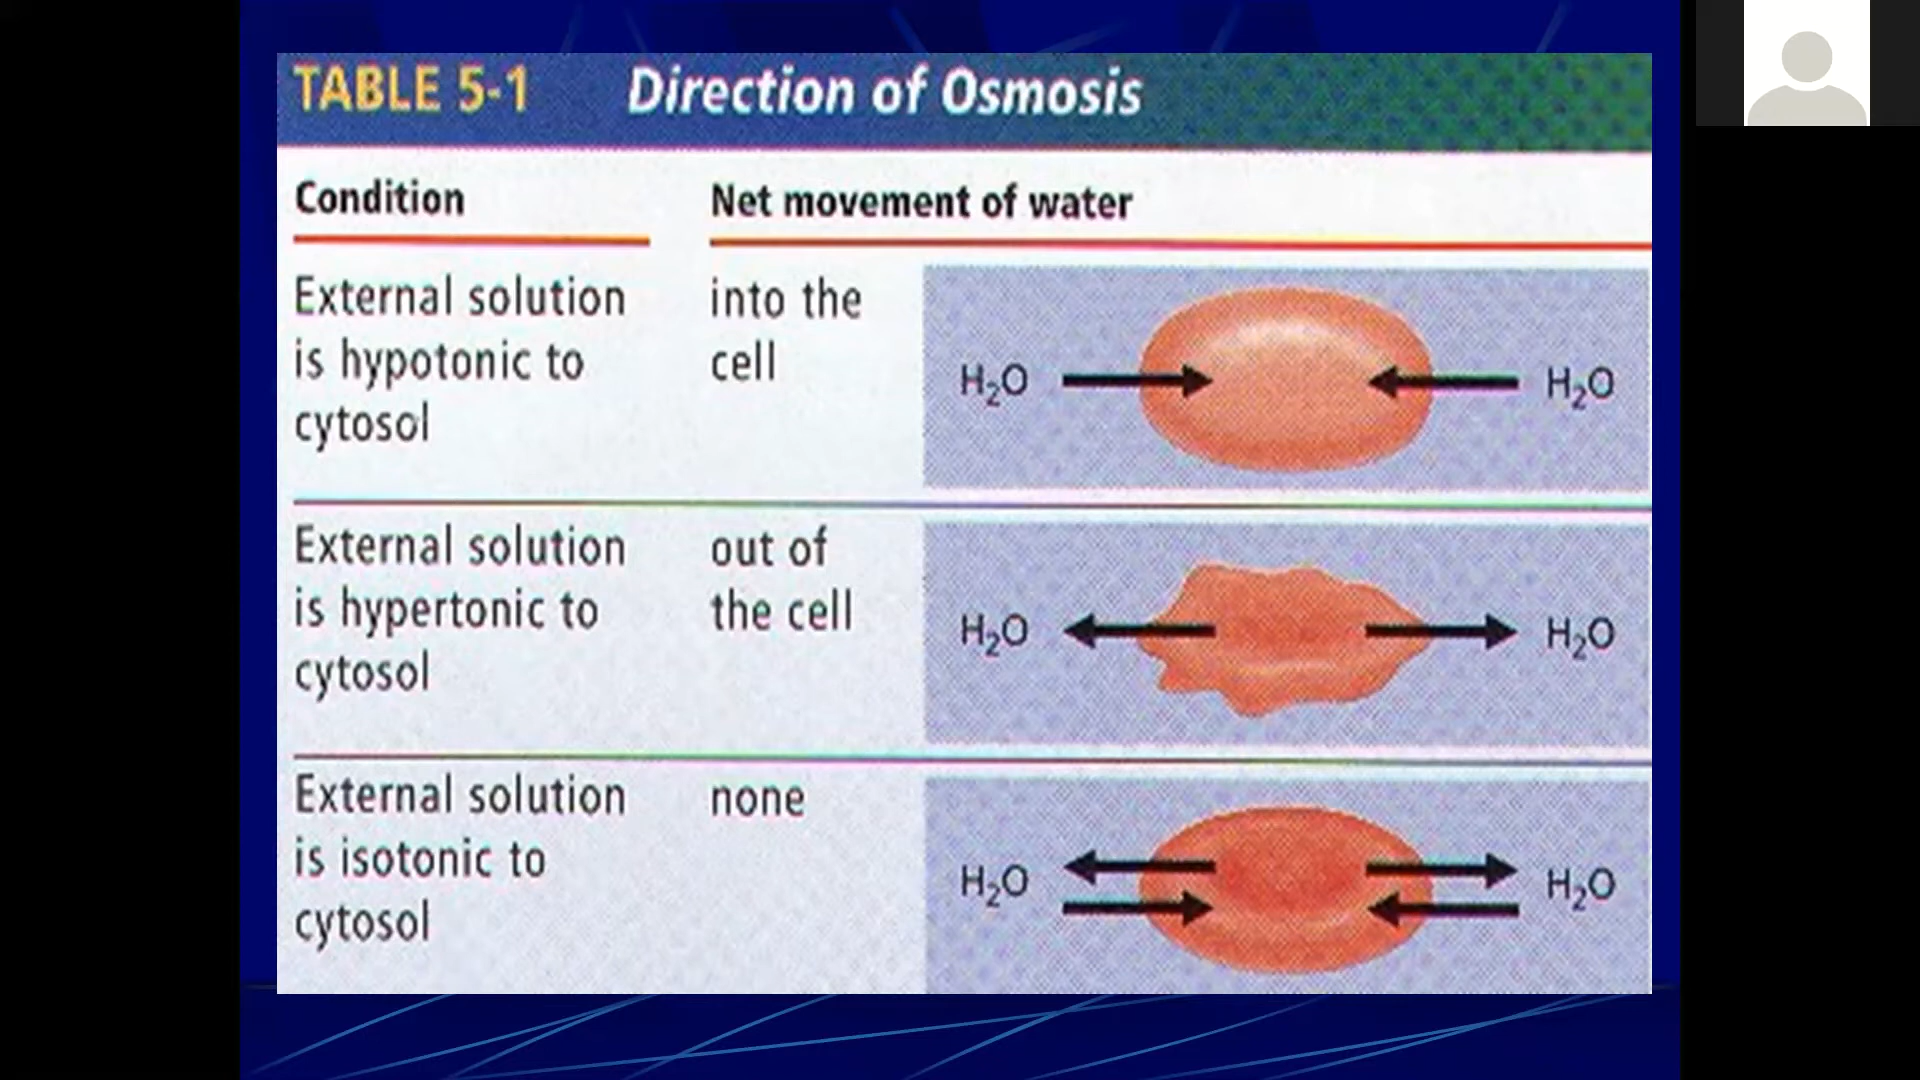 TABLE 5-1 Direction of Osmosis
Condition Net movement of water
External solution
is hypotonic to
cytosol
into the
cell
H₂O H₂O
External solution
is hypertonic to
cytosol
out of
the cell
H₂O H₂O
External solution
is isotonic to
cytosol
none
H₂O H₂O